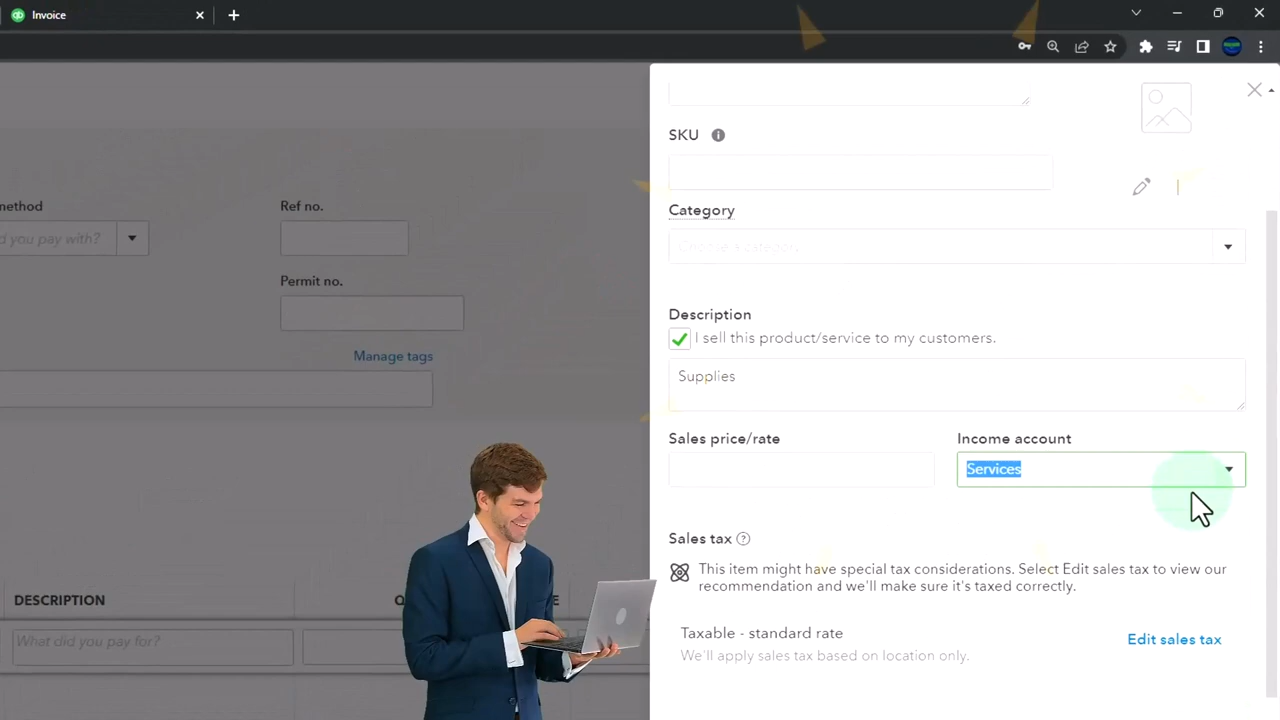 Invoice
SKU
method
Ref no.
Category
d you pay with?
Choose a category
Permit no.
Description
I sell this product/service to my customers.
Manage tags
Supplies
Sales price/rate
Income account
Services
Sales tax
This item might have special tax considerations. Select Edit sales tax to view our
recommendation and we'll make sure it's taxed correctly.
DESCRIPTION
Q
E
What did you pay for?
Taxable - standard rate
Edit sales tax
We'll apply sales tax based on location only.